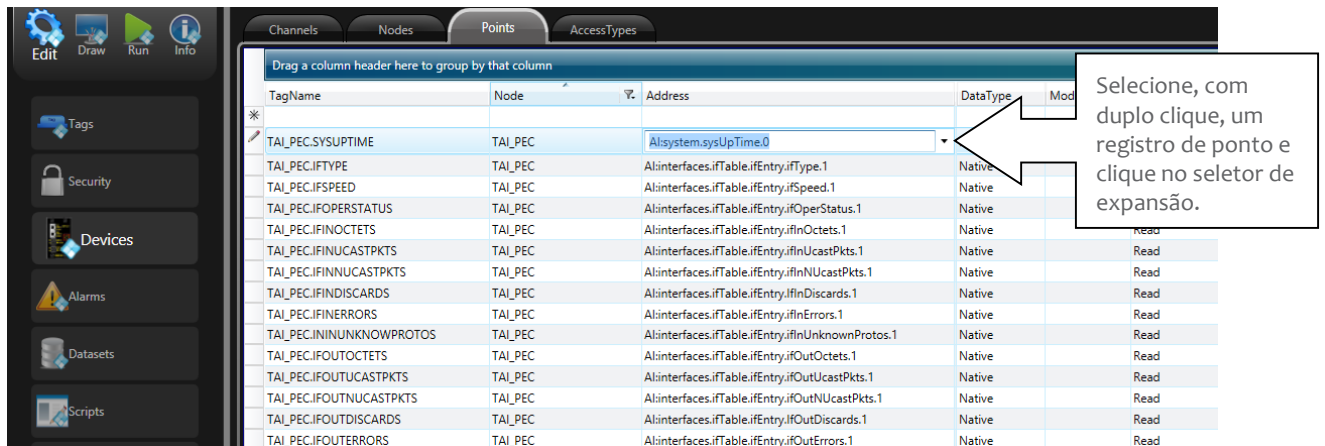 Edit Draw Run Info
Channels Nodes Points AccessTypes
Drag a column header here to group by that column
TagName Node Address DataType Mod
TAI_PEC.SYSUPTIME TAI_PEC AI:system.sysUpTime.0
TAI_PEC.IFTYPE TAI_PEC AI:interfaces.ifTable.ifEntry.ifType.1 Native
TAI_PEC.IFSPEED TAI_PEC AI:interfaces.ifTable.ifEntry.ifSpeed.1 Native
TAI_PEC.IFOPERSTATUS TAI_PEC AI:interfaces.ifTable.ifEntry.ifOperStatus.1 Native
TAI_PEC.IFINOCTETS TAI_PEC AI:interfaces.ifTable.ifEntry.ifInOctets.1 Native Read
TAI_PEC.IFINUCASTPKTS TAI_PEC AI:interfaces.ifTable.ifEntry.ifInUcastPkts.1 Native Read
TAI_PEC.IFINNUCASTPKTS TAI_PEC AI:interfaces.ifTable.ifEntry.ifInNUcastPkts.1 Native Read
TAI_PEC.IFINDISCARDS TAI_PEC AI:interfaces.ifTable.ifEntry.IfInDiscards.1 Native Read
TAI_PEC.IFINERRORS TAI_PEC AI:interfaces.ifTable.ifEntry.ifInErrors.1 Native Read
TAI_PEC.ININUNKNOWPROTOS TAI_PEC AI:interfaces.ifTable.ifEntry.ifInUnknownProtos.1 Native Read
TAI_PEC.IFOUTOCTETS TAI_PEC AI:interfaces.ifTable.ifEntry.ifOutOctets.1 Native Read
TAI_PEC.IFOUTUCASTPKTS TAI_PEC AI:interfaces.ifTable.ifEntry.ifOutUcastPkts.1 Native Read
TAI_PEC.IFOUTNUCASTPKTS TAI_PEC AI:interfaces.ifTable.ifEntry.ifOutNUcastPkts.1 Native Read
TAI_PEC.IFOUTDISCARDS TAI_PEC AI:interfaces.ifTable.ifEntry.IfOutDiscards.1 Native Read
TAI_PEC.IFOUTERRORS TAI_PEC AI:interfaces.ifTable.ifEntry.ifOutErrors.1 Native Read
Tags
Security
Devices
Alarms
Datasets
Scripts
Selecione, com
duplo clique, um
registro de ponto e
clique no seletor de
expansão.